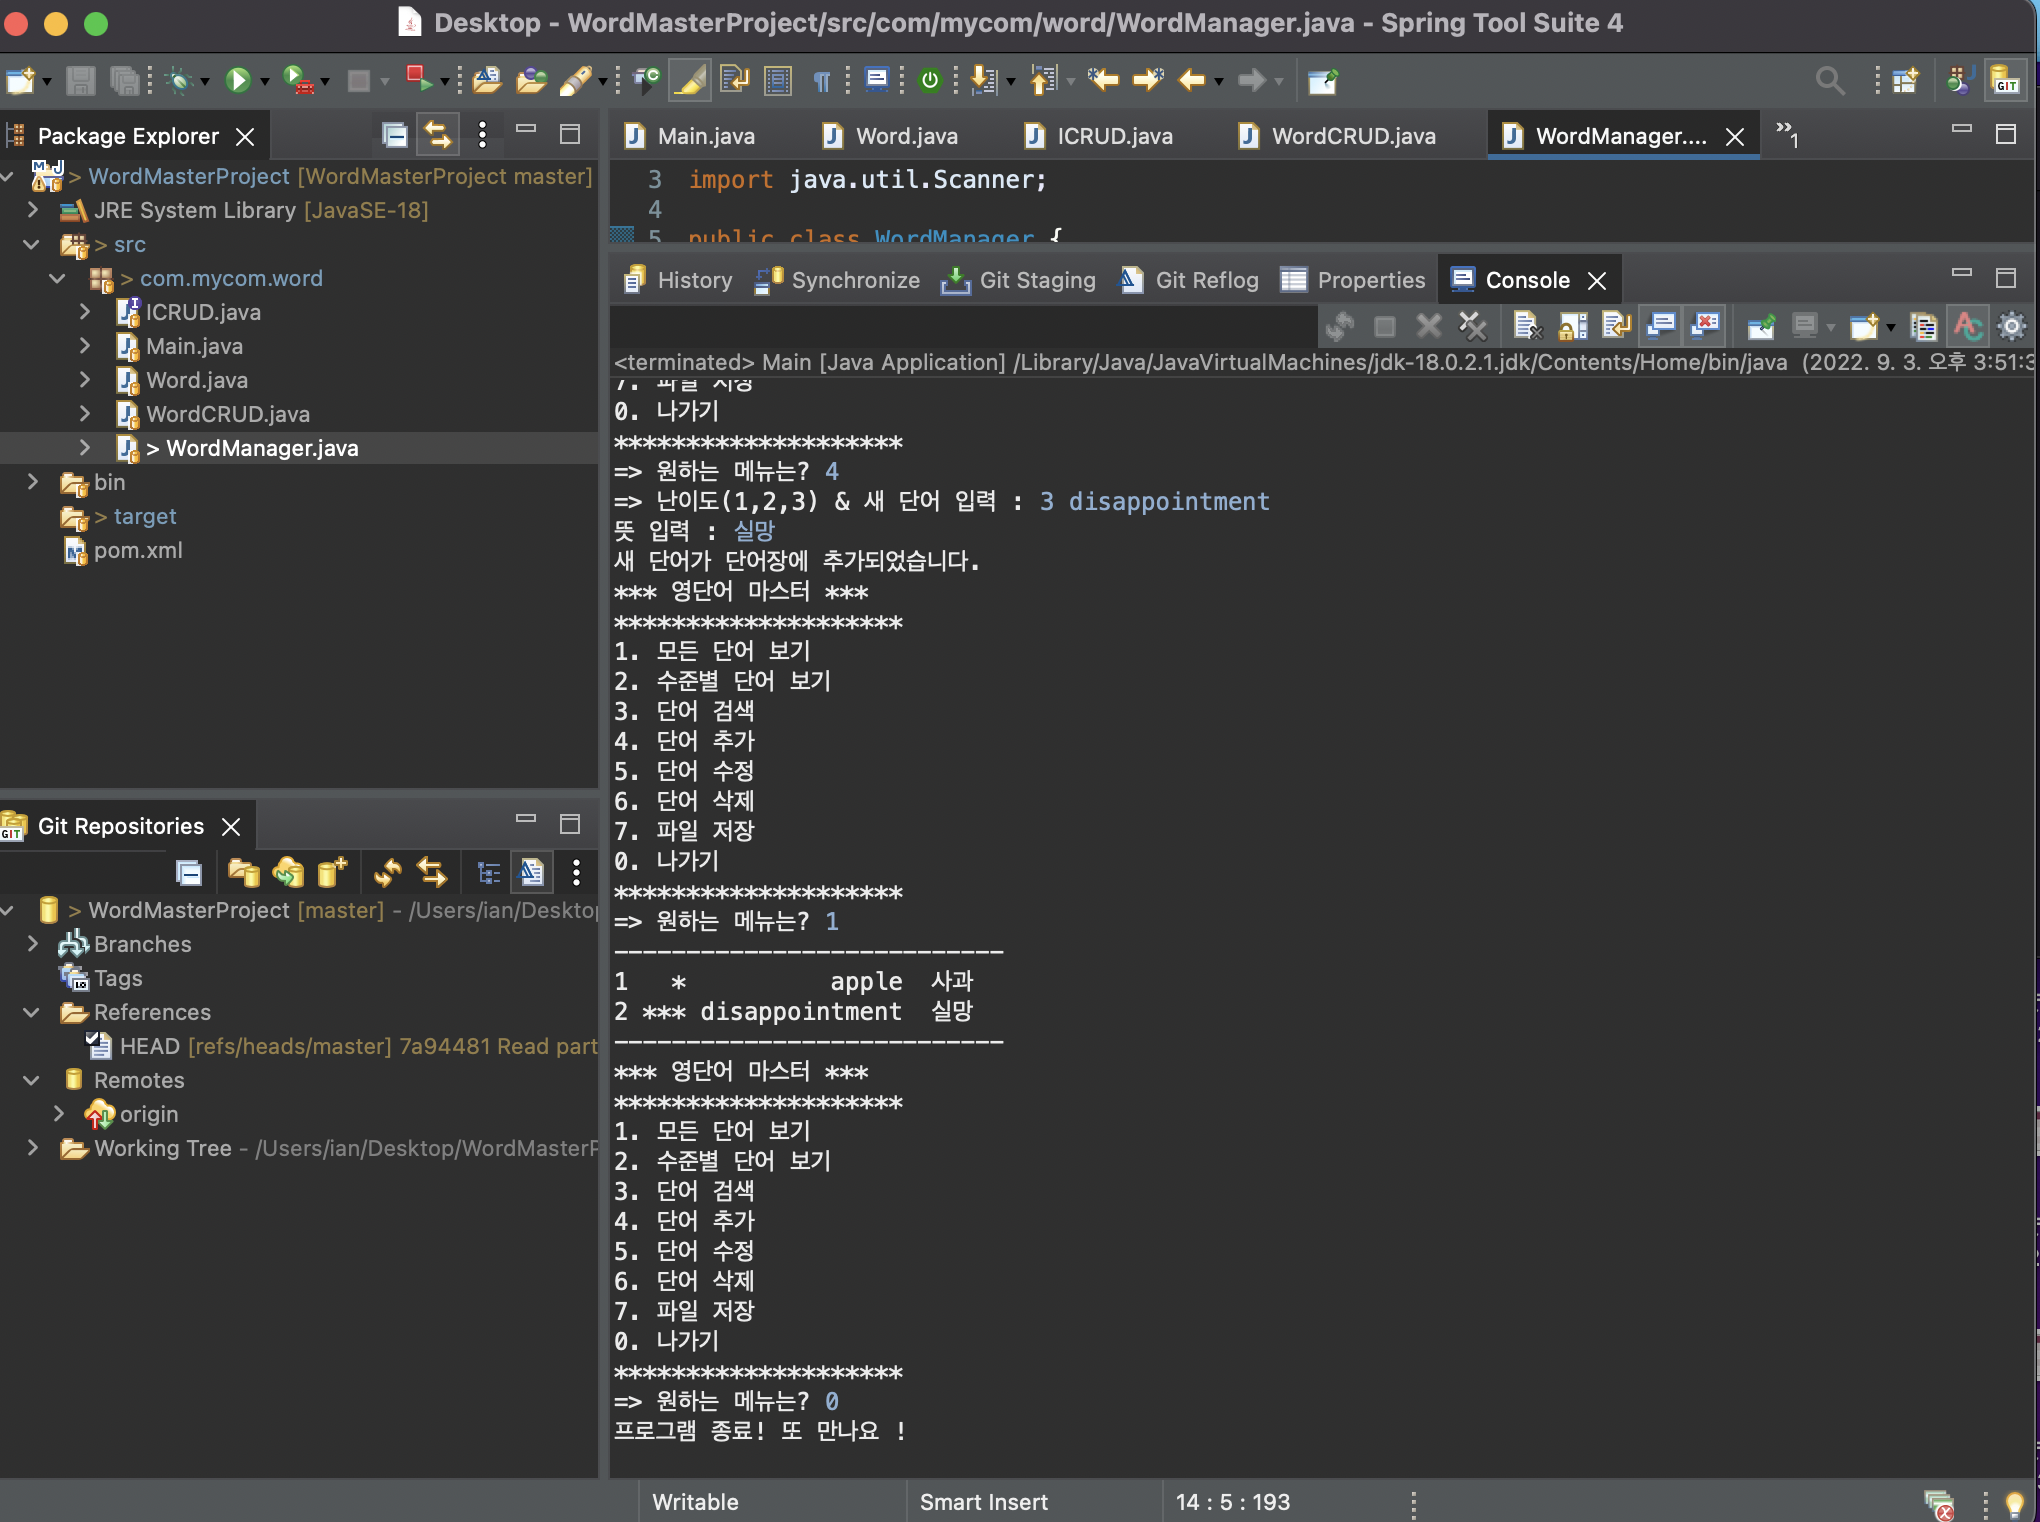 Desktop - WordMasterProject/src/com/mycom/word/WordManager.java - Spring Tool Suite 4
Package Explorer
> WordMasterProject [WordMasterProject master]
JRE System Library [JavaSE-18]
> src
> com.mycom.word
ICRUD.java
Main.java
Word.java
WordCRUD.java
> WordManager.java
bin
> target
pom.xml
Git Repositories
> WordMasterProject [master] - /Users/ian/Desktop
Branches
Tags
References
HEAD [refs/heads/master] 7a94481 Read part
Remotes
origin
Working Tree - /Users/ian/Desktop/WordMasterP
Main.java Word.java ICRUD.java WordCRUD.java WordManager.... »1
3 import java.util.Scanner;
4
5 public class WordManager {
History Synchronize Git Staging Git Reflog Properties Console
<terminated> Main [Java Application] /Library/Java/JavaVirtualMachines/jdk-18.0.2.1.jdk/Contents/Home/bin/java (2022. 9. 3. 오후 3:51:3
7. 파일 저장
0. 나가기
********************
=> 원하는 메뉴는? 4
=> 난이도(1,2,3) & 새 단어 입력 : 3 disappointment
뜻 입력 : 실망
새 단어가 단어장에 추가되었습니다.
*** 영단어 마스터 ***
********************
1. 모든 단어 보기
2. 수준별 단어 보기
3. 단어 검색
4. 단어 추가
5. 단어 수정
6. 단어 삭제
7. 파일 저장
0. 나가기
********************
=> 원하는 메뉴는? 1
---------------------------
1 * apple 사과
2 *** disappointment 실망
---------------------------
*** 영단어 마스터 ***
********************
1. 모든 단어 보기
2. 수준별 단어 보기
3. 단어 검색
4. 단어 추가
5. 단어 수정
6. 단어 삭제
7. 파일 저장
0. 나가기
********************
=> 원하는 메뉴는? 0
프로그램 종료! 또 만나요 !
Writable Smart Insert 14 : 5 : 193